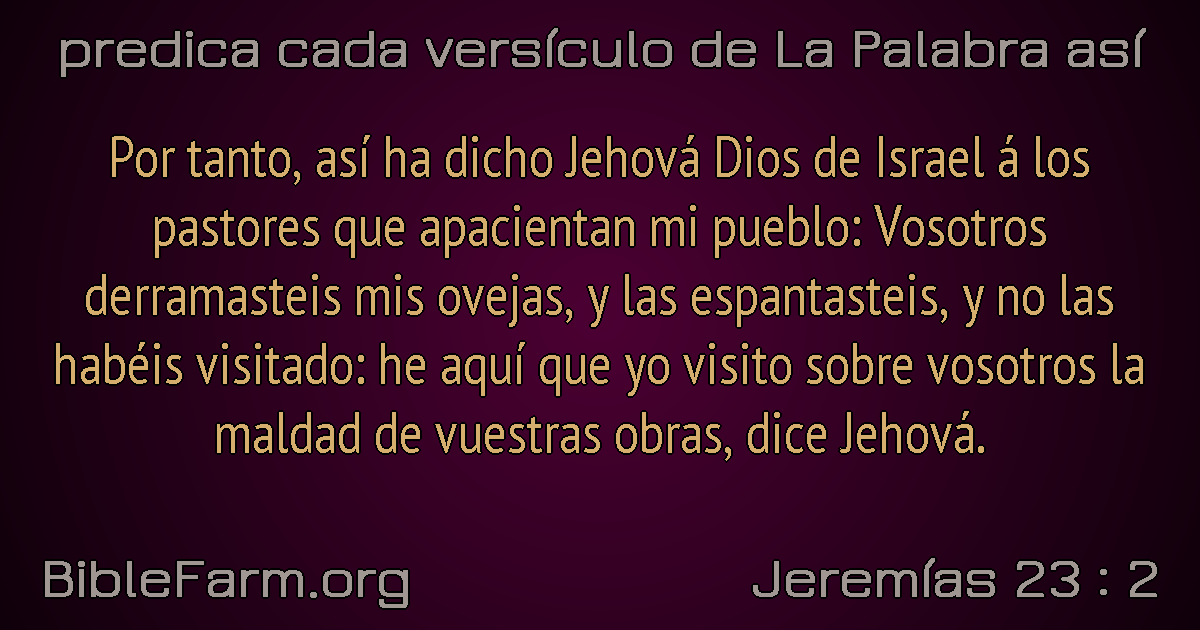 predica cada versículo de La Palabra así
Por tanto, así ha dicho Jehová Dios de Israel á los
pastores que apacientan mi pueblo: Vosotros
derramasteis mis ovejas, y las espantasteis, y no las
habéis visitado: he aquí que yo visito sobre vosotros la
maldad de vuestras obras, dice Jehová.
BibleFarm.org
Jeremías 23 : 2